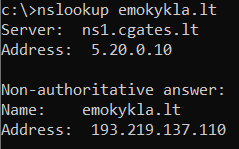 c:\>nslookup emokykla.lt
Server:  ns1.cgates.lt
Address:  5.20.0.10
Non-authoritative answer:
Name:    emokykla.lt
Address:  193.219.137.110